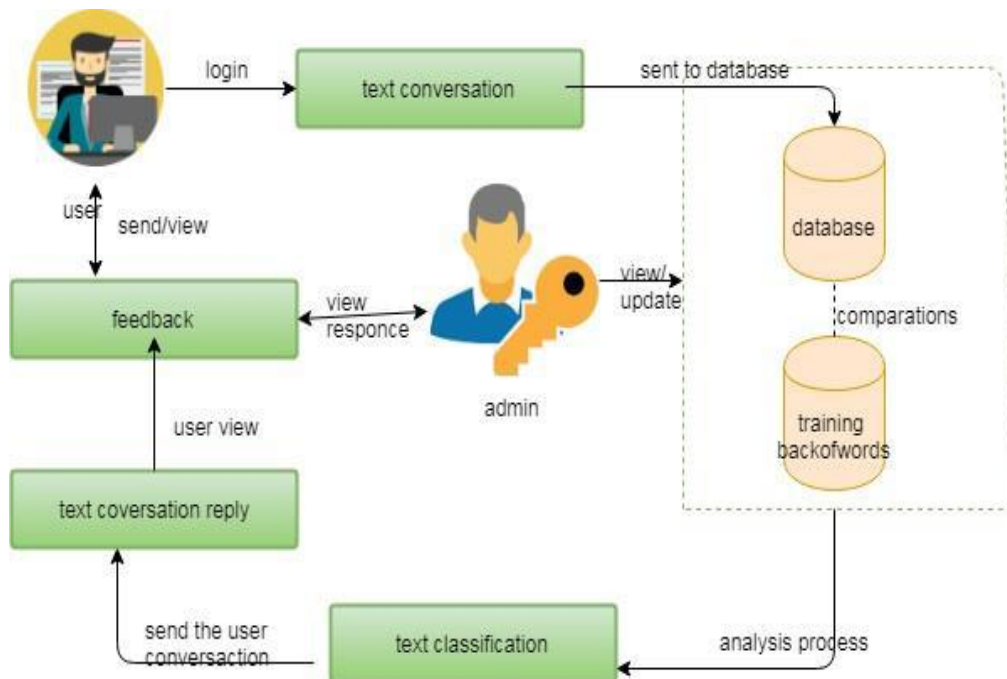 login
text conversation
sent to database
user
send/view
database
view/
update
feedback
view
responce
comparations
admin
training
backofwords
user view
text coversation reply
send the user
conversaction
text classification
analysis process